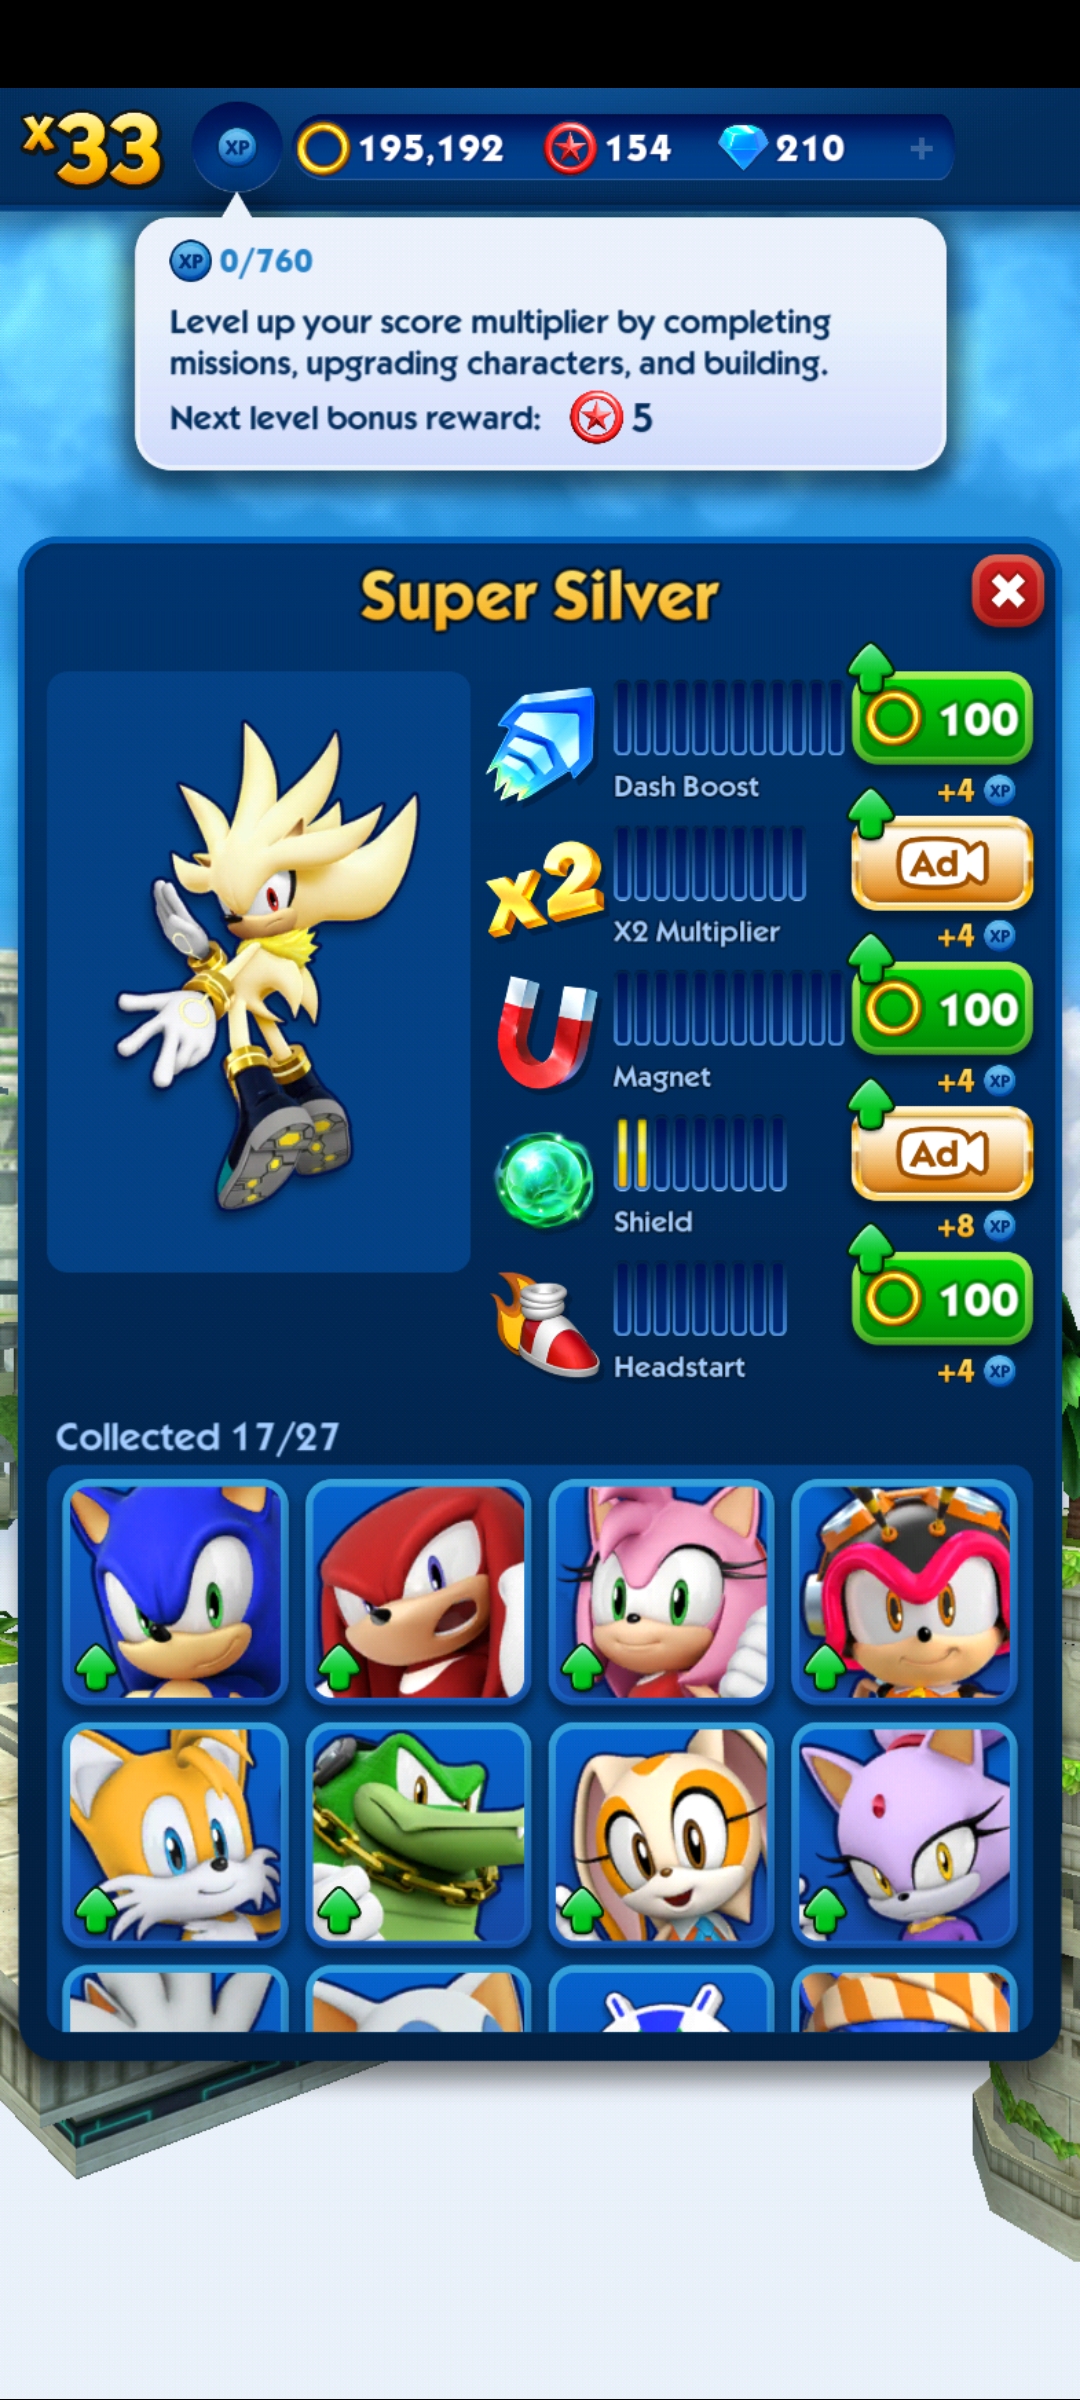 x33
XP
195,192
154
210
+
XP 0/760
Level up your score multiplier by completing
missions, upgrading characters, and building.
Next level bonus reward: 5
Super Silver
100
Dash Boost
+4 XP
x2
Ad
X2 Multiplier
+4 XP
100
Magnet
+4 XP
Ad
Shield
+8 XP
100
Headstart
+4 XP
Collected 17/27